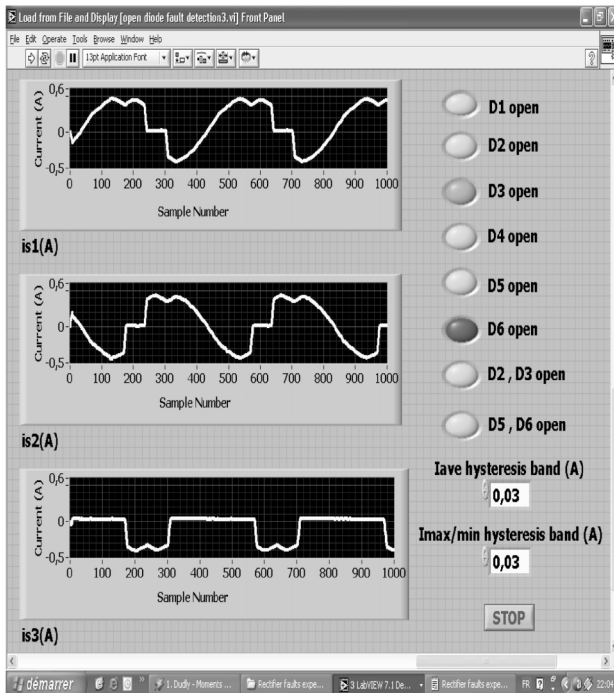 Load from File and Display [open diode fault detection3.vi] Front Panel
File Edit Operate Tools Browse Window Help
13pt Application Font
Current (A)
0,6
0
-0,5
0 100 200 300 400 500 600 700 800 900 1000
Sample Number
is1(A)
Current (A)
0,6
0
-0,5
0 100 200 300 400 500 600 700 800 900 1000
Sample Number
is2(A)
Current (A)
0,6
0
-0,5
0 100 200 300 400 500 600 700 800 900 1000
Sample Number
is3(A)
D1 open
D2 open
D3 open
D4 open
D5 open
D6 open
D2 , D3 open
D5 , D6 open
Iave hysteresis band (A)
0,03
Imax/min hysteresis band (A)
0,03
STOP
démarrer
1. Dudly - Moments ...
Rectifier faults expe...
3 LabVIEW 7.1 De...
Rectifier faults expe...
FR
22:04